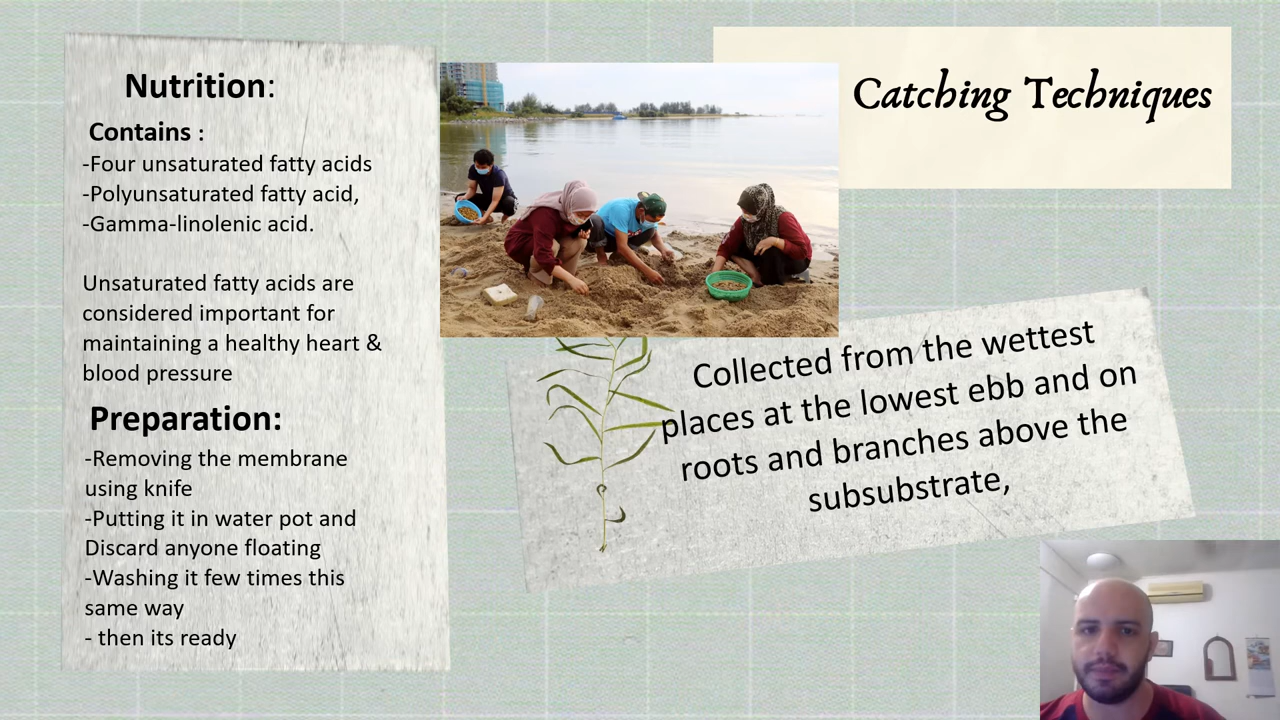 Nutrition:
Contains :
-Four unsaturated fatty acids
-Polyunsaturated fatty acid,
-Gamma-linolenic acid.
Unsaturated fatty acids are
considered important for
maintaining a healthy heart &
blood pressure
Preparation:
-Removing the membrane
using knife
-Putting it in water pot and
Discard anyone floating
-Washing it few times this
same way
- then its ready
Catching Techniques
Collected from the wettest
places at the lowest ebb and on
roots and branches above the
subsubstrate,